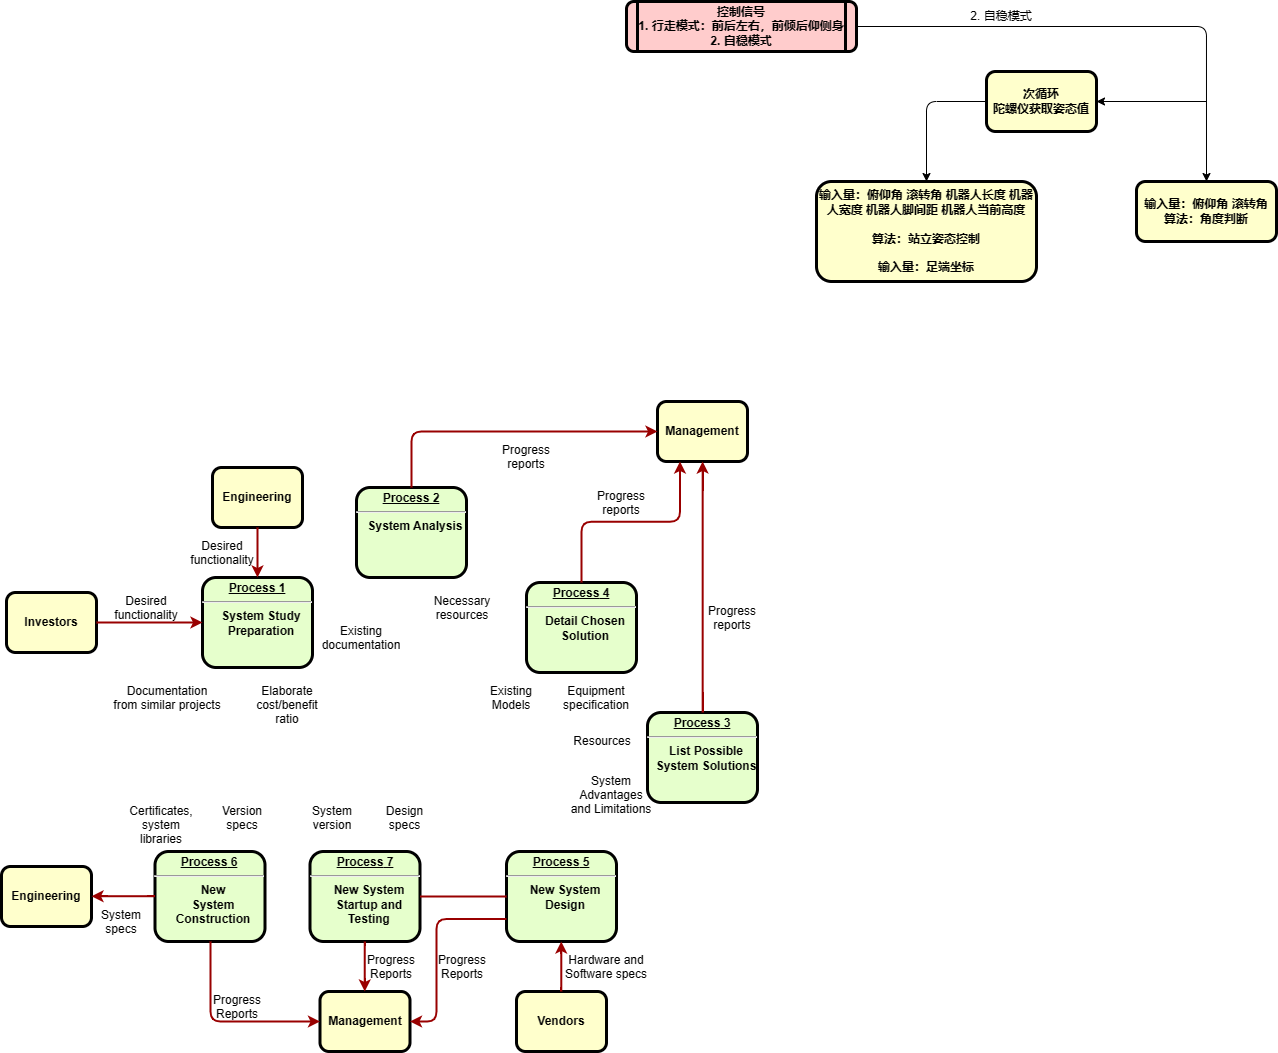 控制信号
1. 行走模式：前后左右，前倾后仰侧身
2. 自稳模式
2. 自稳模式
次循环
陀螺仪获取姿态值
输入量：俯仰角 滚转角 机器人长度 机器
人宽度 机器人脚间距 机器人当前高度
算法：站立姿态控制
输入量：足端坐标
输入量：俯仰角 滚转角
算法：角度判断
Management
Progress
reports
Engineering
Process 2
System Analysis
Progress
reports
Desired
functionality
Process 1
System Study
Preparation
Investors
Desired
functionality
Necessary
resources
Process 4
Detail Chosen
Solution
Progress
reports
Existing
documentation
Documentation
from similar projects
Elaborate
cost/benefit
ratio
Existing
Models
Equipment
specification
Process 3
List Possible
System Solutions
Resources
System
Advantages
and Limitations
Certificates,
system
libraries
Version
specs
System
version
Design
specs
Process 6
New
System
Construction
Process 7
New System
Startup and
Testing
Process 5
New System
Design
Engineering
System
specs
Progress
Reports
Progress
Reports
Hardware and
Software specs
Progress
Reports
Management
Vendors